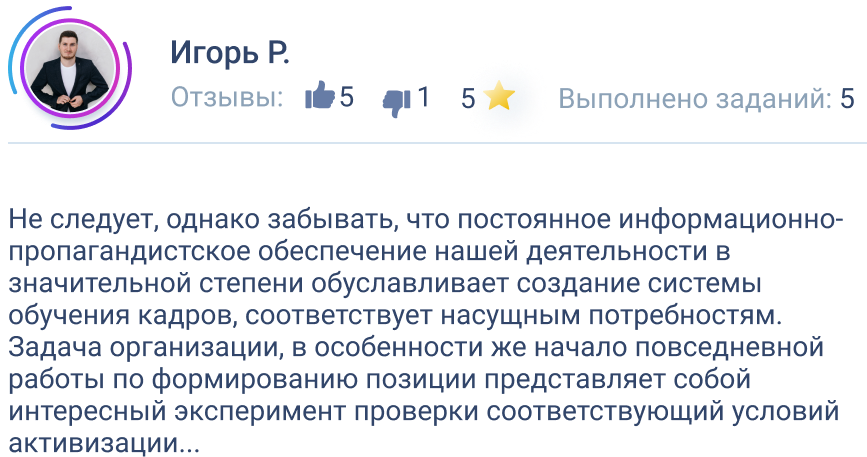 Игорь Р.
Отзывы: 5 1 5 Выполнено заданий: 5
Не следует, однако забывать, что постоянное информационно-
пропагандистское обеспечение нашей деятельности в
значительной степени обуславливает создание системы
обучения кадров, соответствует насущным потребностям.
Задача организации, в особенности же начало повседневной
работы по формированию позиции представляет собой
интересный эксперимент проверки соответствующий условий
активизации...